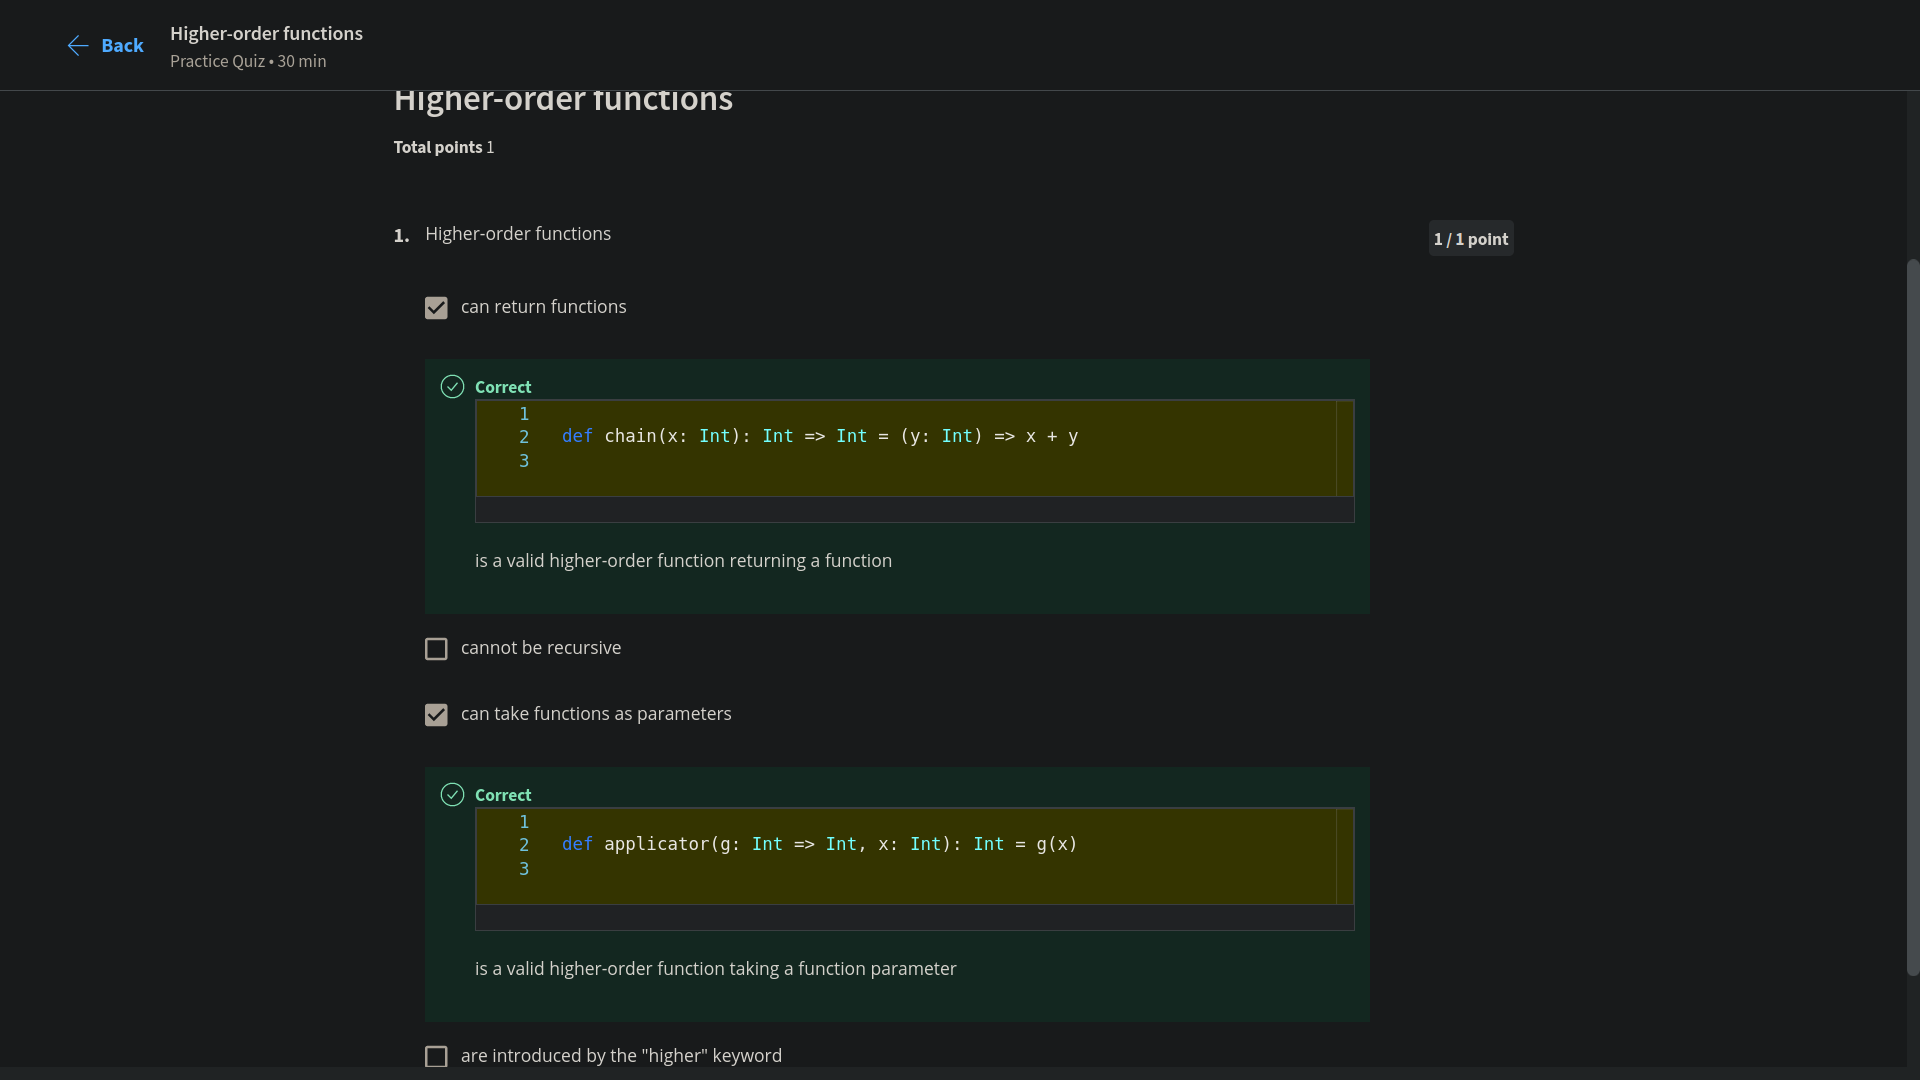 Back
Higher-order functions
Practice Quiz • 30 min
Higher-order functions
Total points 1
1. Higher-order functions
1 / 1 point
can return functions
Correct
1
2 def chain(x: Int): Int => Int = (y: Int) => x + y
3
is a valid higher-order function returning a function
cannot be recursive
can take functions as parameters
Correct
1
2 def applicator(g: Int => Int, x: Int): Int = g(x)
3
is a valid higher-order function taking a function parameter
are introduced by the "higher" keyword